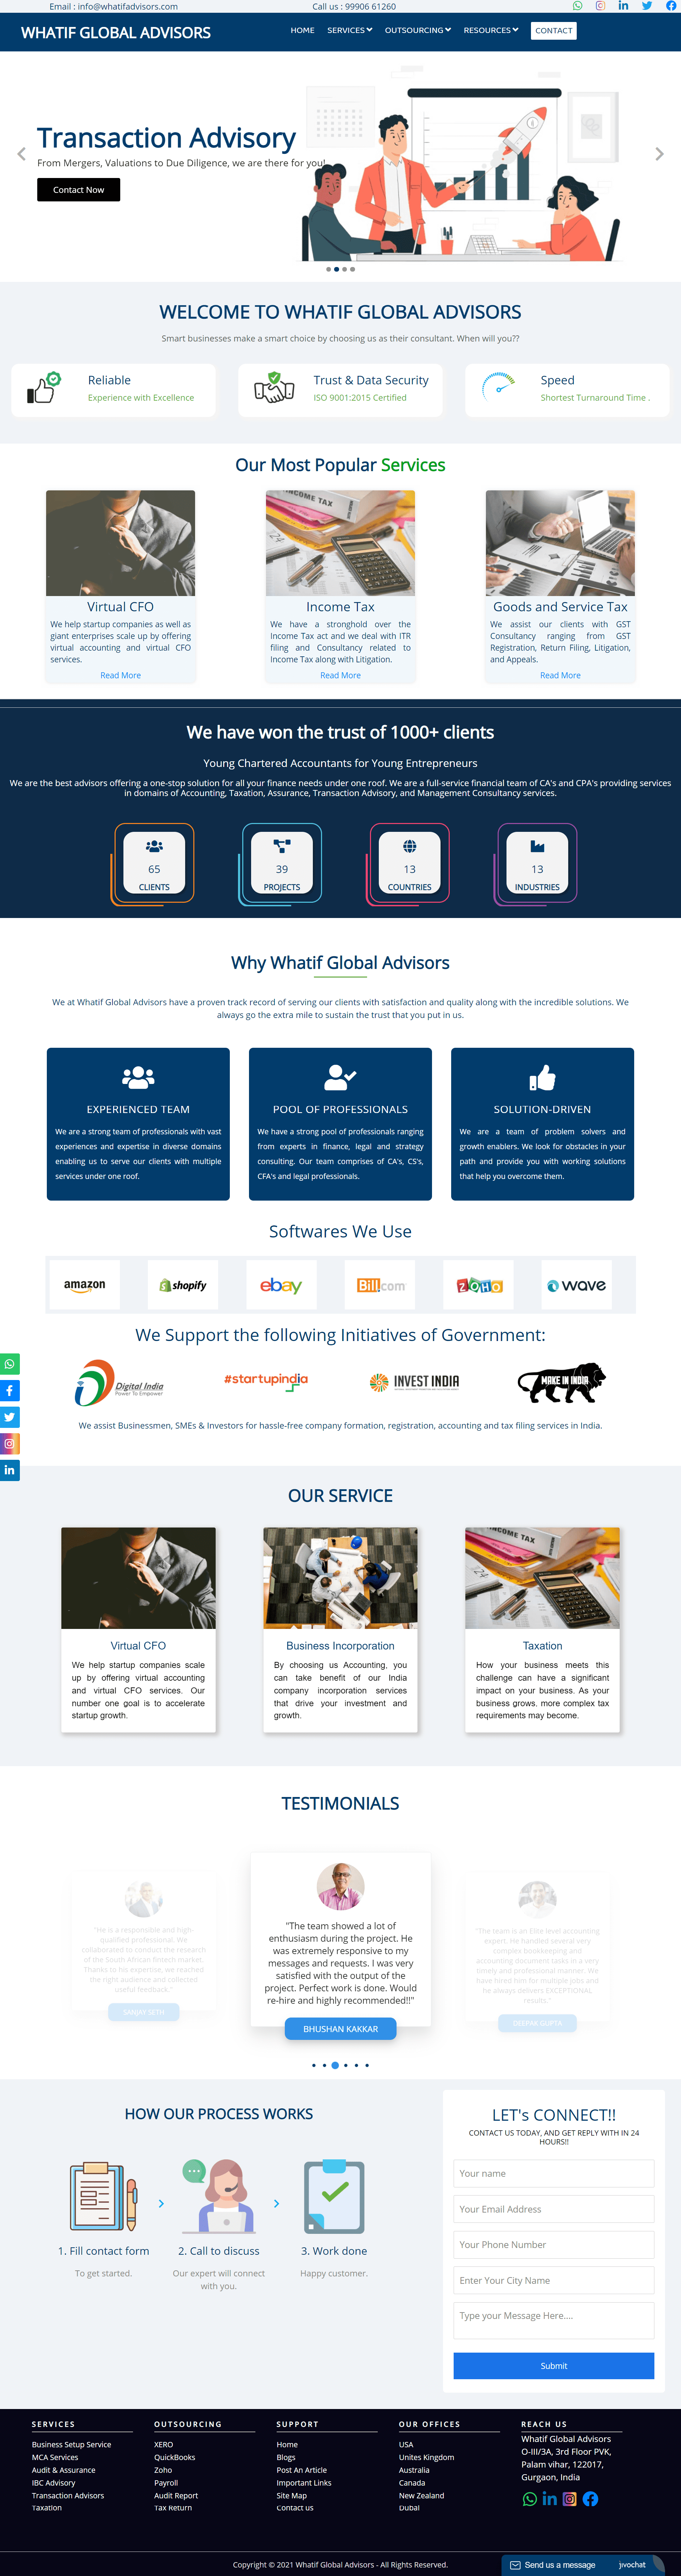 Email : info@whatifadvisors.com
Call us : 99906 61260
WHATIF GLOBAL ADVISORS
HOME
SERVICES
OUTSOURCING
RESOURCES
CONTACT
Transaction Advisory
From Mergers, Valuations to Due Diligence, we are there for you!
Contact Now
WELCOME TO WHATIF GLOBAL ADVISORS
Smart businesses make a smart choice by choosing us as their consultant. When will you??
Reliable
Experience with Excellence
Trust & Data Security
ISO 9001:2015 Certified
Speed
Shortest Turnaround Time .
Our Most Popular Services
INCOME TAX
Virtual CFO
We help startup companies as well as
giant enterprises scale up by offering
virtual accounting and virtual CFO
services.
Read More
Income Tax
We have a stronghold over the
Income Tax act and we deal with ITR
filing and Consultancy related to
Income Tax along with Litigation.
Read More
Goods and Service Tax
We assist our clients with GST
Consultancy ranging from GST
Registration, Return Filing, Litigation,
and Appeals.
Read More
We have won the trust of 1000+ clients
Young Chartered Accountants for Young Entrepreneurs
We are the best advisors offering a one-stop solution for all your finance needs under one roof. We are a full-service financial team of CA's and CPA's providing services
in domains of Accounting, Taxation, Assurance, Transaction Advisory, and Management Consultancy services.
65
CLIENTS
39
PROJECTS
13
COUNTRIES
13
INDUSTRIES
Why Whatif Global Advisors
We at Whatif Global Advisors have a proven track record of serving our clients with satisfaction and quality along with the incredible solutions. We
always go the extra mile to sustain the trust that you put in us.
EXPERIENCED TEAM
We are a strong team of professionals with vast
experiences and expertise in diverse domains
enabling us to serve our clients with multiple
services under one roof.
POOL OF PROFESSIONALS
We have a strong pool of professionals ranging
from experts in finance, legal and strategy
consulting. Our team comprises of CA's, CS's,
CFA's and legal professionals.
SOLUTION-DRIVEN
We are a team of problem solvers and
growth enablers. We look for obstacles in your
path and provide you with working solutions
that help you overcome them.
Softwares We Use
amazon
shopify
ebay
Bill.com
ZOHO
wave
We Support the following Initiatives of Government:
Digital India
Power To Empower
#startupindia
INVEST INDIA
MAKE IN INDIA
We assist Businessmen, SMEs & Investors for hassle-free company formation, registration, accounting and tax filing services in India.
OUR SERVICE
INCOME TAX
Virtual CFO
We help startup companies scale
up by offering virtual accounting
and virtual CFO services. Our
number one goal is to accelerate
startup growth.
Business Incorporation
By choosing us Accounting, you
can take benefit of our India
company incorporation services
that drive your investment and
growth.
Taxation
How your business meets this
challenge can have a significant
impact on your business. As your
business grows. more complex tax
requirements may become.
TESTIMONIALS
"He is a responsible and high-
qualified professional. We
collaborated to conduct the research
of the South African Breach market.
Thanks to his expertise, we reached
the right audience and collected
useful feedback."
SANJAY SETH
"The team showed a lot of
enthusiasm during the project. He
was extremely responsive to my
messages and requests. I was very
satisfied with the output of the
project. Perfect work is done. Would
re-hire and highly recommended!!"
BHUSHAN KAKKAR
"The team is an Elite level accounting
expert. He handled several very
complex bookkeeping and
accounting document tasks in a very
timely and professional manner. We
have hired him for multiple jobs and
he always delivers EXCEPTIONAL
results."
DEEPAK GUPTA
HOW OUR PROCESS WORKS
1. Fill contact form
To get started.
2. Call to discuss
Our expert will connect
with you.
3. Work done
Happy customer.
LET's CONNECT!!
CONTACT US TODAY, AND GET REPLY WITH IN 24
HOURS!!
Your name
Your Email Address
Your Phone Number
Enter Your City Name
Type your Message Here....
Submit
SERVICES
Business Setup Service
MCA Services
Audit & Assurance
IBC Advisory
Transaction Advisors
Taxation
OUTSOURCING
XERO
QuickBooks
Zoho
Payroll
Audit Report
Tax Return
SUPPORT
Home
Blogs
Post An Article
Important Links
Site Map
Contact us
OUR OFFICES
USA
Unites Kingdom
Australia
Canada
New Zealand
Dubai
REACH US
Whatif Global Advisors
O-III/3A, 3rd Floor PVK,
Palam vihar, 122017,
Gurgaon, India
Copyright © 2021 Whatif Global Advisors - All Rights Reserved.
Send us a message
jivochat